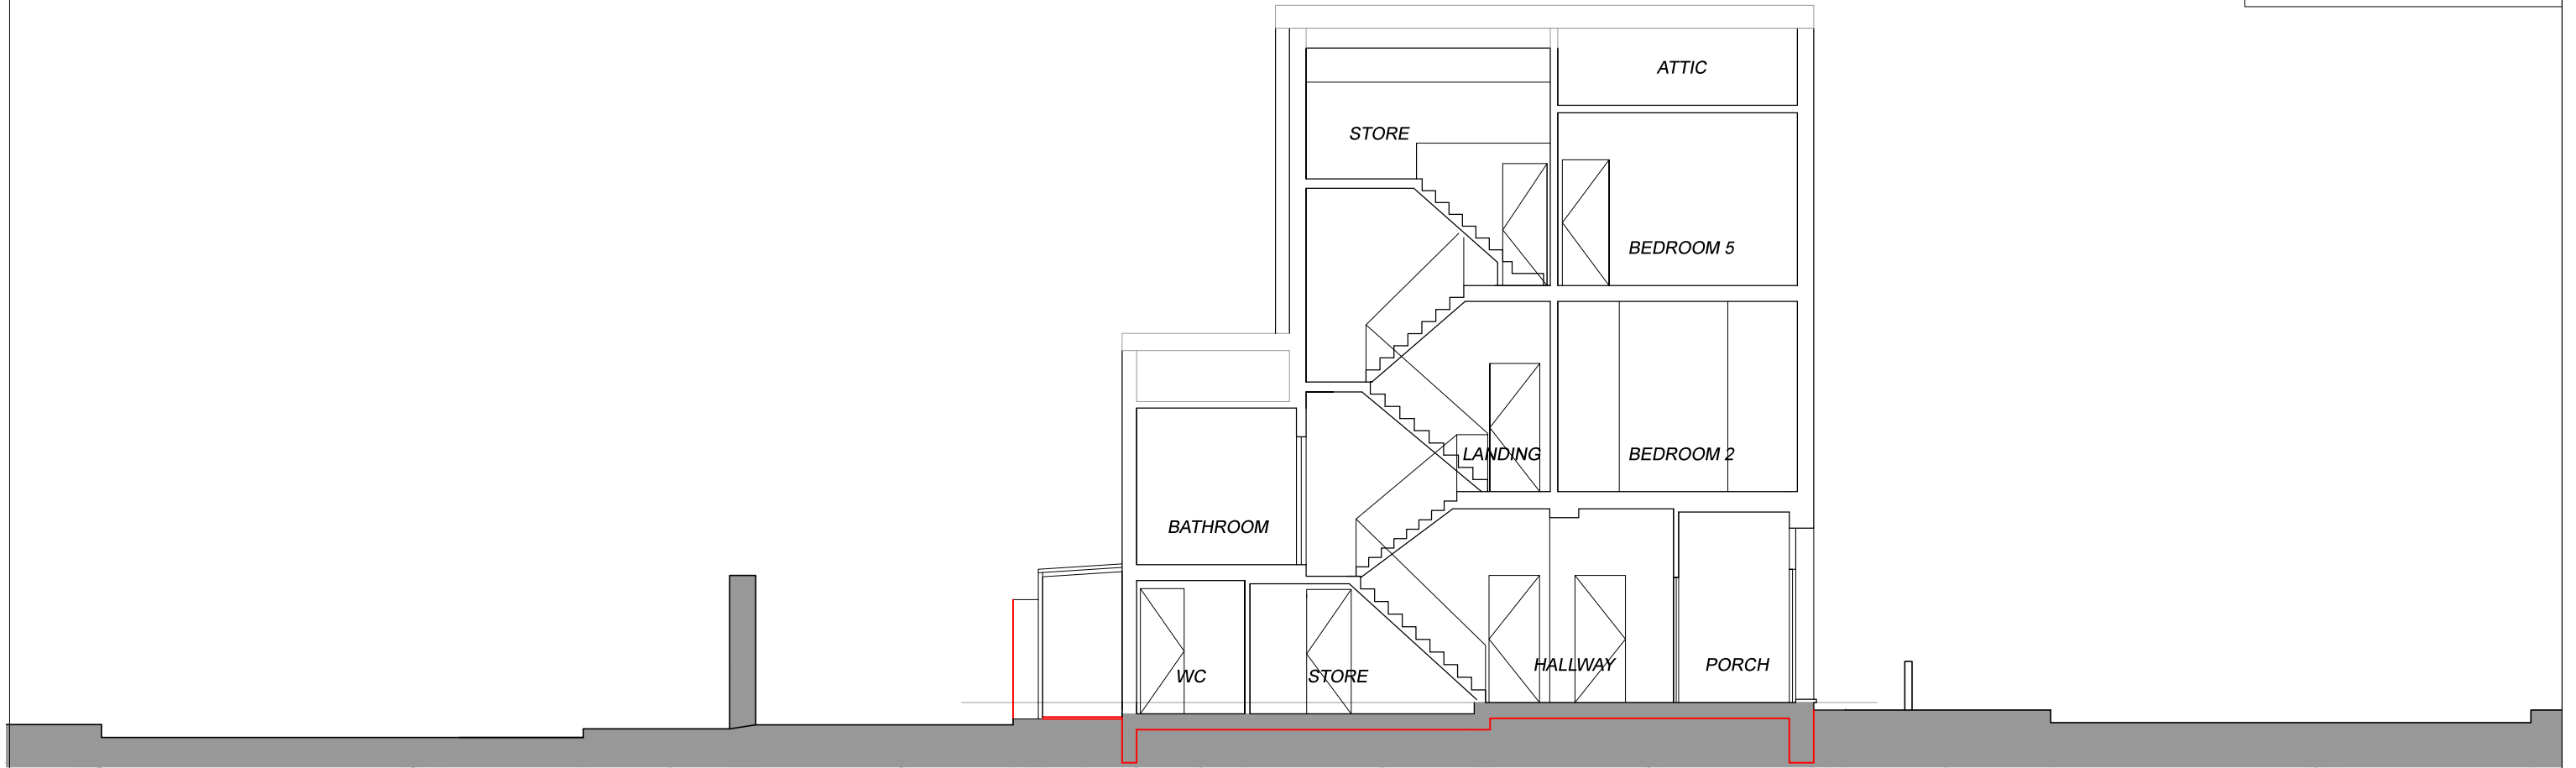 ATTIC
STORE
BEDROOM 5
LANDING
BEDROOM 2
BATHROOM
HALLWAY
PORCH
WC
STORE